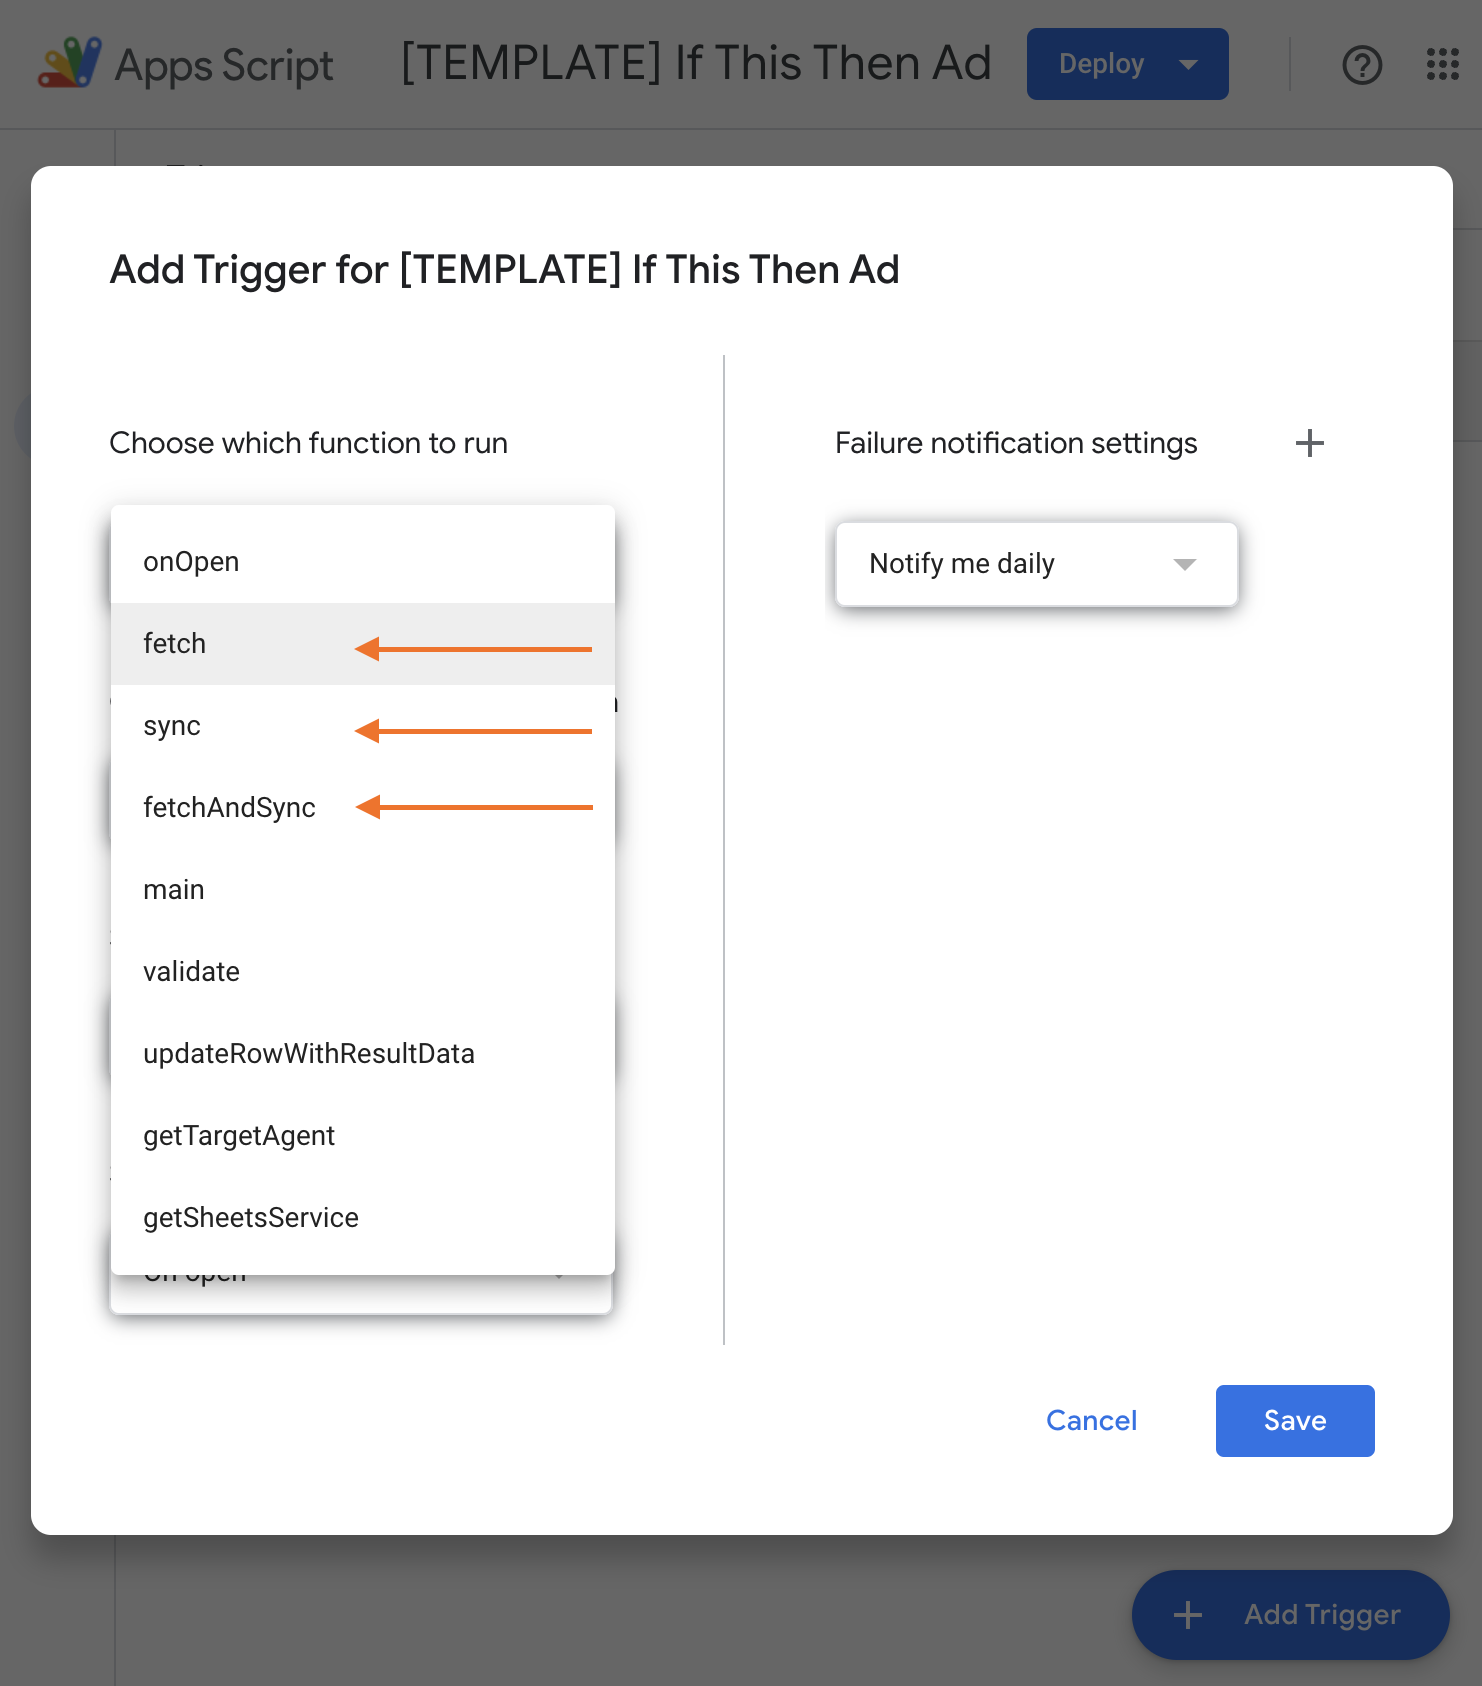 Apps Script
[TEMPLATE] If This Then Ad
Deploy
Add Trigger for [TEMPLATE] If This Then Ad
Choose which function to run
onOpen
fetch
sync
fetchAndSync
main
validate
updateRowWithResultData
getTargetAgent
getSheetsService
On open
Failure notification settings
Notify me daily
Cancel
Save
Add Trigger